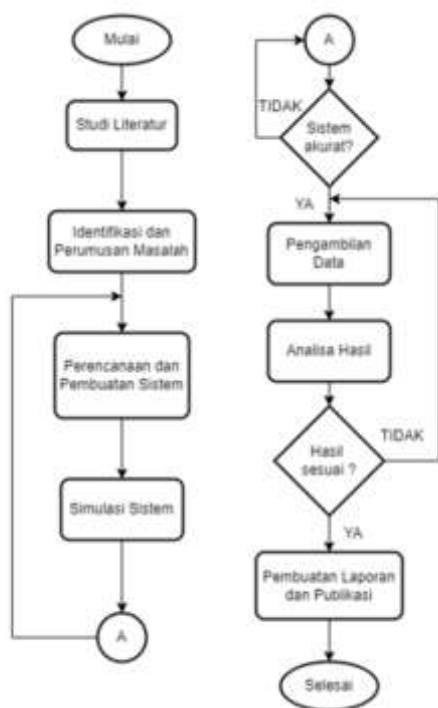 Mulai
Studi Literatur
Identifikasi dan
Perumusan Masalah
Perencanaan dan
Pembuatan Sistem
Simulasi Sistem
A
A
TIDAK
Sistem
akurat?
YA
Pengambilan
Data
Analisa Hasil
TIDAK
Hasil
sesuai ?
YA
Pembuatan Laporan
dan Publikasi
Selesai